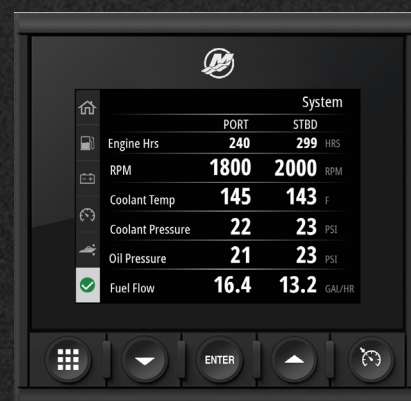 System
PORT STBD
Engine Hrs 240 299 HRS
RPM 1800 2000 RPM
Coolant Temp 145 143 F
Coolant Pressure 22 23 PSI
Oil Pressure 21 23 PSI
Fuel Flow 16.4 13.2 GAL/HR
ENTER